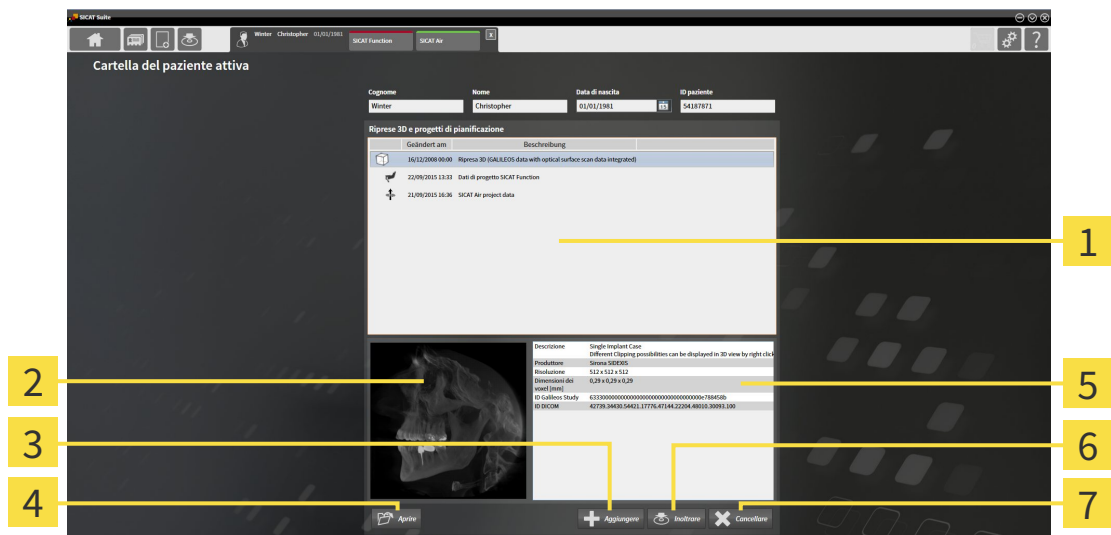 SICAT Suite
Winter Christopher 01/01/1981
SICAT Function
SICAT Air
x
?
Cartella del paziente attiva
Cognome Nome Data di nascita ID paziente
Winter Christopher 01/01/1981 15 54187871
Riprese 3D e progetti di pianificazione
Geändert am Beschreibung
16/12/2008 00:00 Ripresa 3D (GALILEOS data with optical surface scan data integrated)
22/09/2015 13:33 Dati di progetto SICAT Function
21/09/2015 16:36 SICAT Air project data
1
Descrizione Single Implant Case
Different Clipping possibilities can be displayed in 3D view by right click
Produttore Sirona SIDEXIS
Risoluzione 512 x 512 x 512
Dimensioni dei voxel [mm] 0,29 x 0,29 x 0,29
ID Galileos Study
ID DICOM 42739.34430.54421.17776.47144.22204.48010.30093.100
2
5
3
6
4
7
Aprire
Aggiungere
Inoltrare
Cancellare